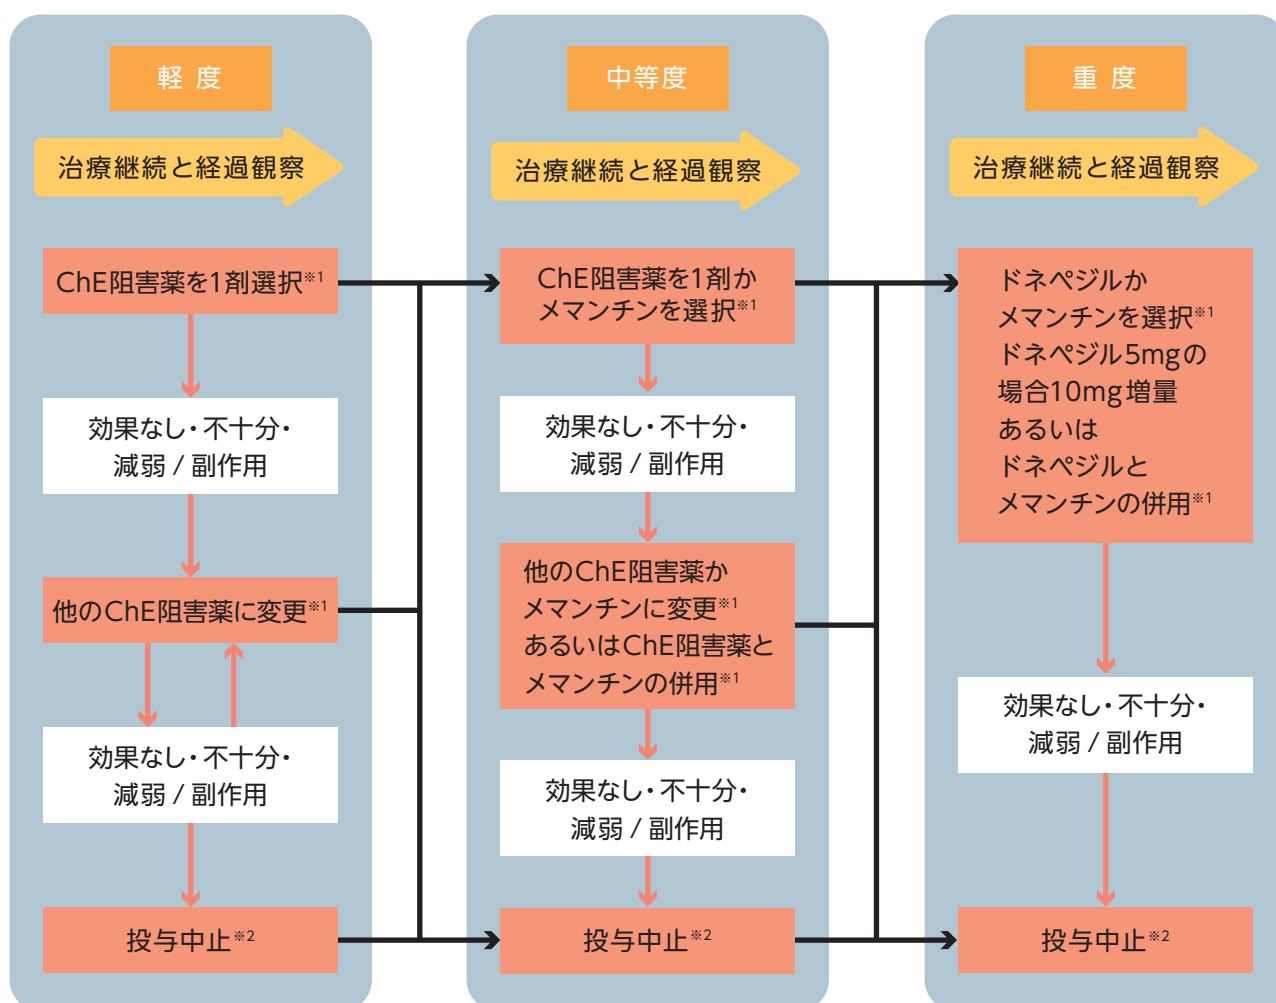 軽 度
治療継続と経過観察
ChE阻害薬を1剤選択※1
効果なし・不十分・
減弱 / 副作用
他のChE阻害薬に変更※1
効果なし・不十分・
減弱 / 副作用
投与中止※2
中等度
治療継続と経過観察
ChE阻害薬を1剤か
メマンチンを選択※1
効果なし・不十分・
減弱 / 副作用
他のChE阻害薬か
メマンチンに変更※1
あるいはChE阻害薬と
メマンチンの併用※1
効果なし・不十分・
減弱 / 副作用
投与中止※2
重 度
治療継続と経過観察
ドネペジルか
メマンチンを選択※1
ドネペジル5mgの
場合10mg増量
あるいは
ドネペジルと
メマンチンの併用※1
効果なし・不十分・
減弱 / 副作用
投与中止※2